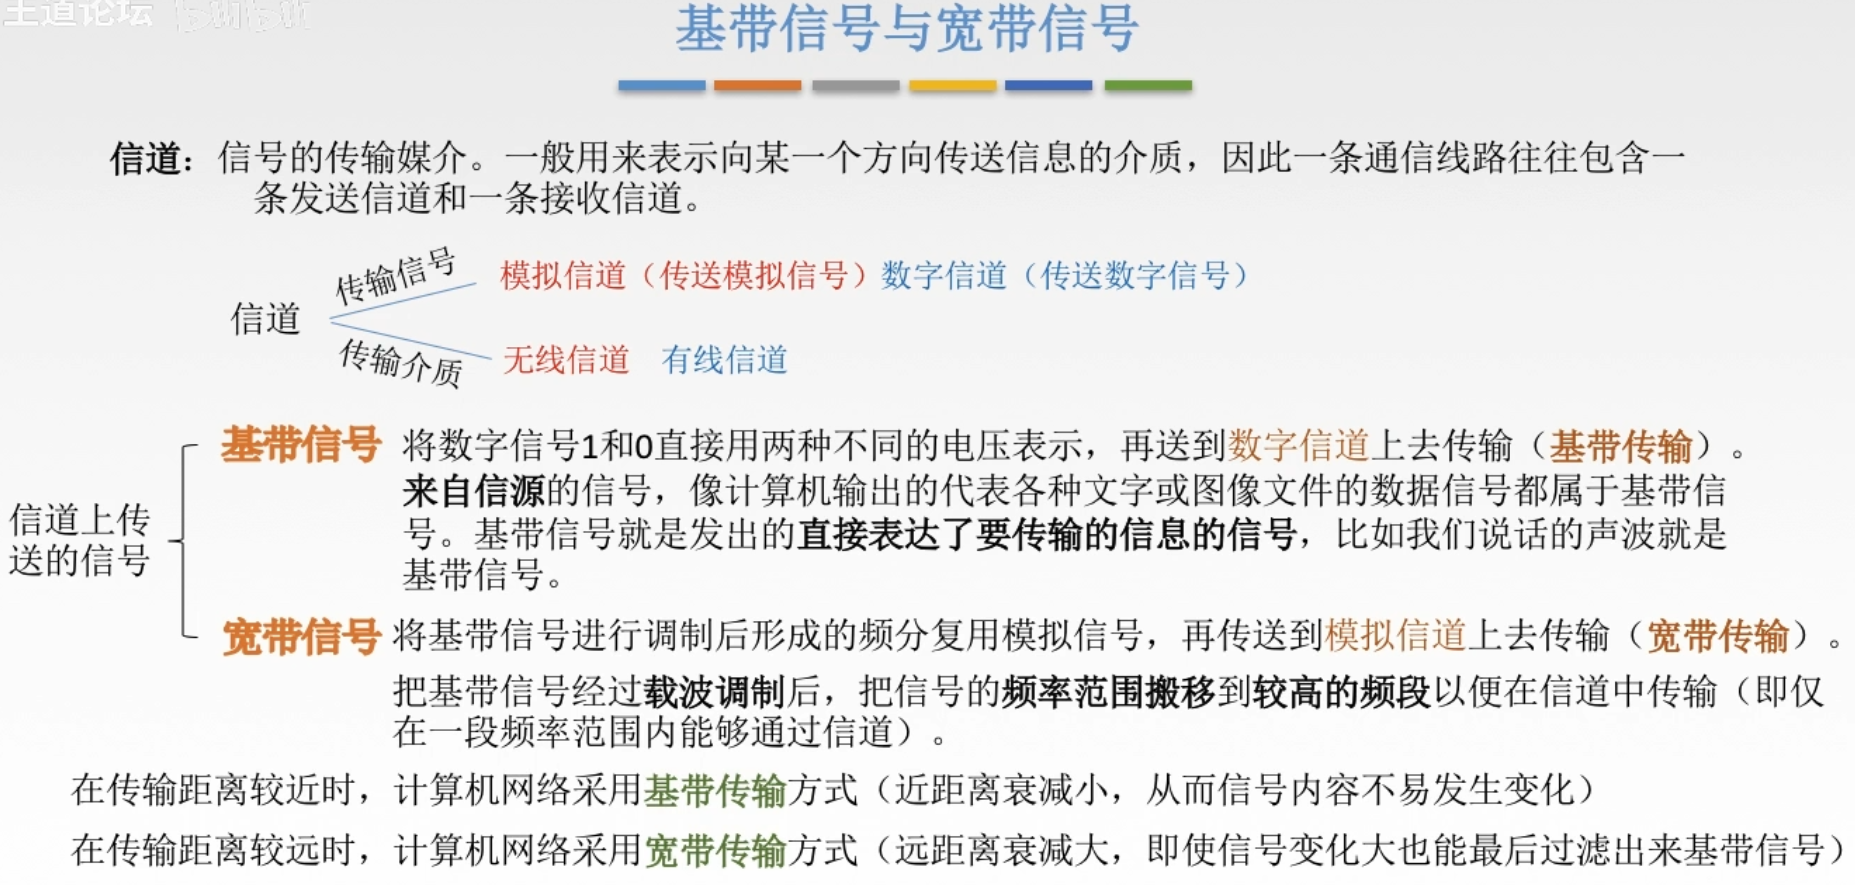 王道论坛 bilibili
基带信号与宽带信号
信道：信号的传输媒介。一般用来表示向某一个方向传送信息的介质，因此一条通信线路往往包含一
条发送信道和一条接收信道。
传输信号
模拟信道（传送模拟信号）数字信道（传送数字信号）
信道
传输介质
无线信道 有线信道
基带信号 将数字信号1和0直接用两种不同的电压表示，再送到数字信道上去传输（基带传输）。
来自信源的信号，像计算机输出的代表各种文字或图像文件的数据信号都属于基带信
号。基带信号就是发出的直接表达了要传输的信息的信号，比如我们说话的声波就是
基带信号。
信道上传
送的信号
宽带信号 将基带信号进行调制后形成的频分复用模拟信号，再传送到模拟信道上去传输（宽带传输）。
把基带信号经过载波调制后，把信号的频率范围搬移到较高的频段以便在信道中传输（即仅
在一段频率范围内能够通过信道）。
在传输距离较近时，计算机网络采用基带传输方式（近距离衰减小，从而信号内容不易发生变化）
在传输距离较远时，计算机网络采用宽带传输方式（远距离衰减大，即使信号变化大也能最后过滤出来基带信号）